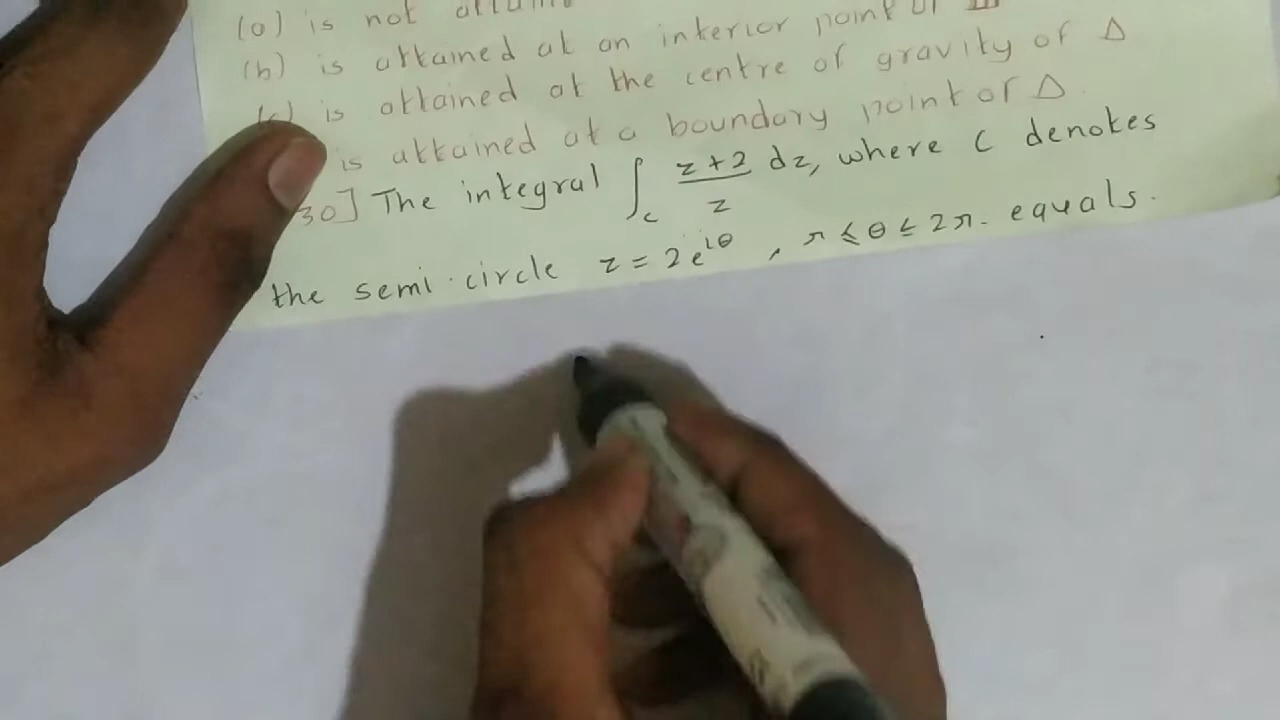 (a) is not
(b) is attained at an interior point of
is attained at the centre of gravity of Δ
is attained at a boundary point of Δ.
30] The integral ∫c z+2/z dz, where C denotes
the semi-circle z = 2e^iθ, π ≤ θ ≤ 2π. equals.